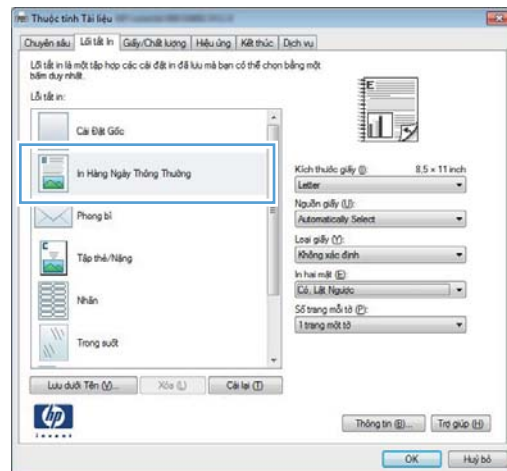 Thuộc tính Tài liệu
Chuyên sâu
Lối tắt In
Giấy/Chất lượng
Hiệu ứng
Kết thúc
Dịch vụ
Lối tắt in là một tập hợp các cài đặt in đã lưu mà bạn có thể chọn bằng một
bấm duy nhất.
Lối tắt in:
Cài Đặt Gốc
In Hàng Ngày Thông Thường
Phong bì
Tập thẻ/Nặng
Nhãn
Trong suốt
E
Kích thước giấy (I)
8,5 × 11 inch
Letter
Nguồn giấy (U):
Automatically Select
Loại giấy (Y):
Không xác định
In hai mặt (E)
Có, Lật Ngược
Số trang mỗi tờ (P):
1 trang một tờ
Lưu dưới Tên (V)...
Xóa (L)
Cài lại (T)
hp
invent
Thông tin (B)...
Trợ giúp (H)
OK
Huỷ bỏ